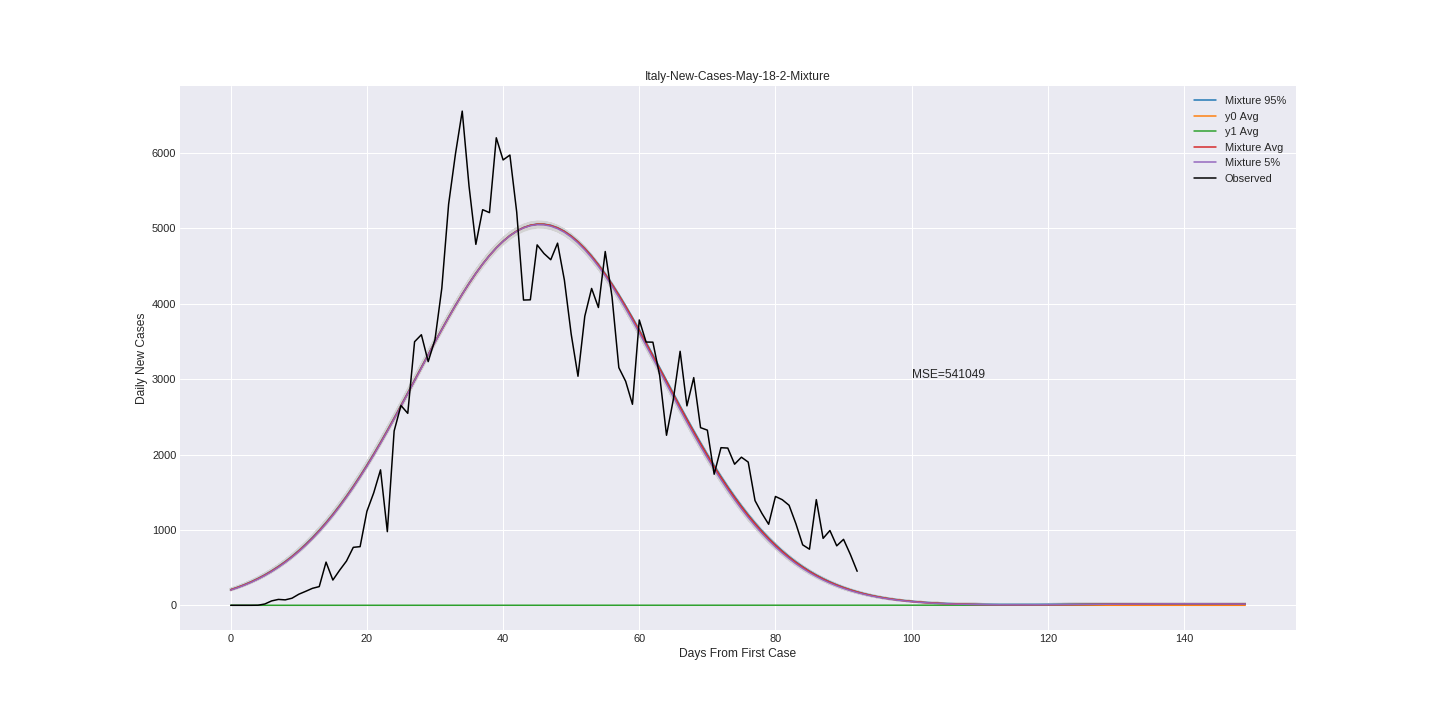 Italy-New-Cases-May-18-2-Mixture
Mixture 95%
y0 Avg
y1 Avg
Mixture Avg
Mixture 5%
Observed
6000
5000
4000
3000
2000
1000
0
Daily New Cases
MSE=541049
0 20 40 60 80 100 120 140
Days From First Case